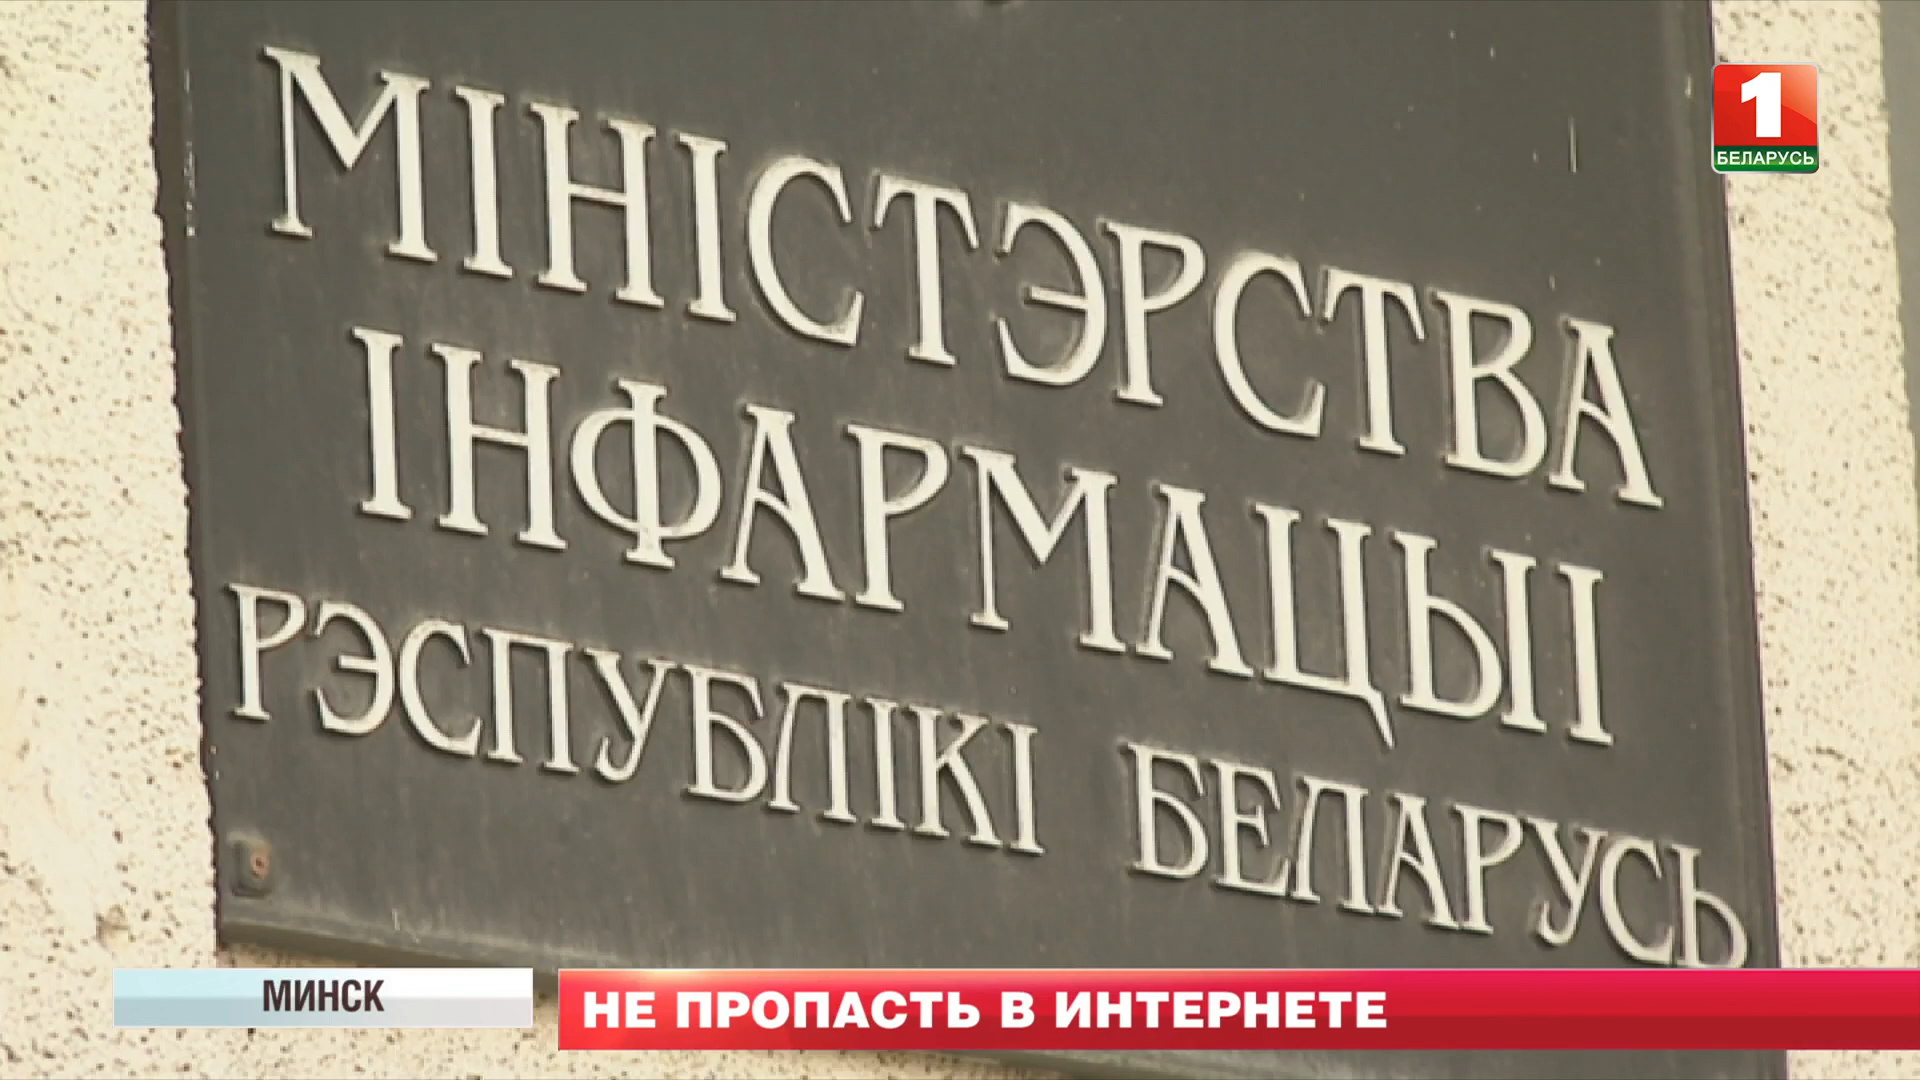 1
БЕЛАРУСЬ
МІНІСТЭРСТВА
ІНФАРМАЦЫІ
РЭСПУБЛІКІ БЕЛАРУСЬ
МИНСК
НЕ ПРОПАСТЬ В ИНТЕРНЕТЕ